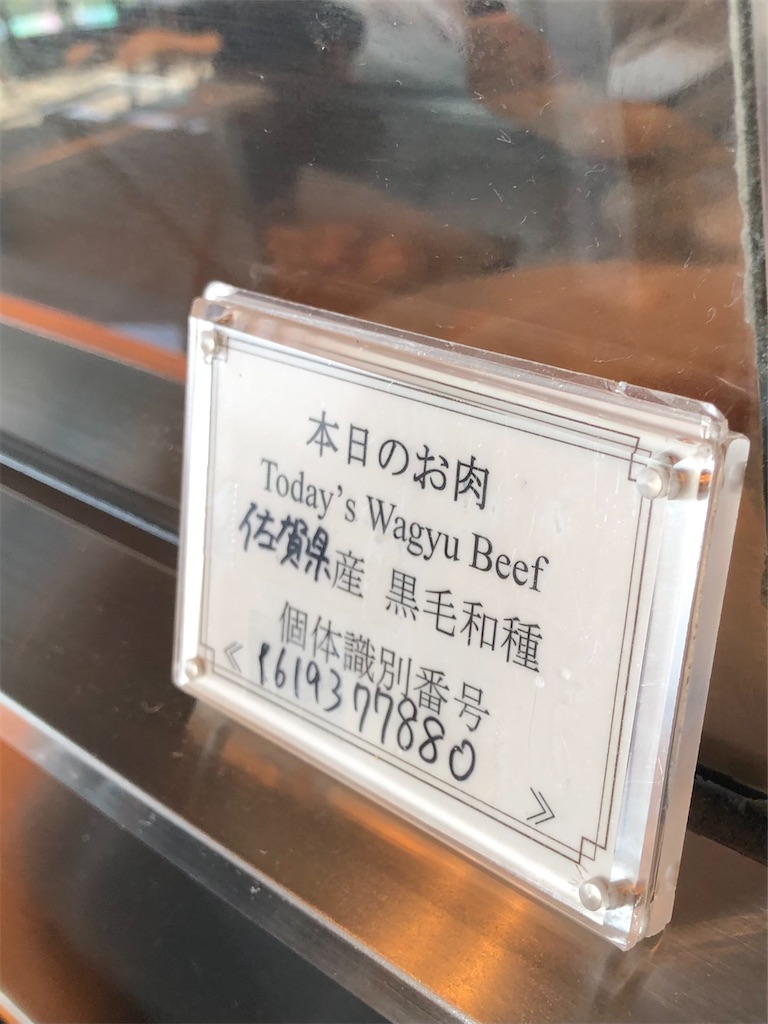 本日のお肉
Today's Wagyu Beef
佐賀県産 黒毛和種
個体識別番号
《1619377880》